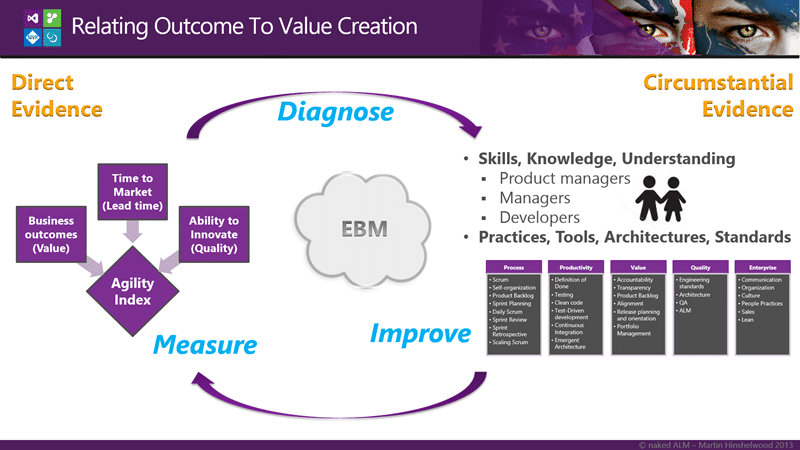 Relating Outcome To Value Creation
Direct
Evidence
Circumstantial
Evidence
Diagnose
Time to
Market
(Lead time)
Business
outcomes
(Value)
Ability to
Innovate
(Quality)
Agility
Index
EBM
Measure
Improve
• Skills, Knowledge, Understanding
▪ Product managers
▪ Managers
▪ Developers
• Practices, Tools, Architectures, Standards
Process
• Scrum
• Self-organization
• Product Backlog
• Sprint Planning
• Daily Scrum
• Sprint Review
• Sprint
Retrospective
• Scaling Scrum
Productivity
• Definition of
Done
• Testing
• Clean code
• Test-Driven
development
• Continuous
Integration
• Emergent
Architecture
Value
• Accountability
• Transparency
• Product Backlog
• Alignment
• Release planning
and orientation
• Portfolio
Management
Quality
• Engineering
standards
• Architecture
• QA
• ALM
Enterprise
• Communication
• Organization
• Culture
• People Practices
• Sales
• Lean
© naked ALM – Martin Hinshelwood 2013